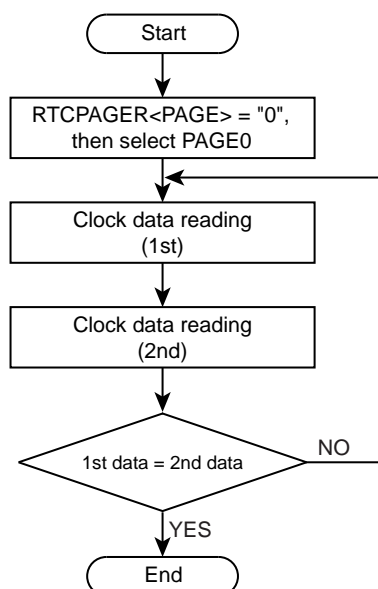 Start
RTCPAGER<PAGE> = "0",
then select PAGE0
Clock data reading
(1st)
Clock data reading
(2nd)
1st data = 2nd data
NO
YES
End